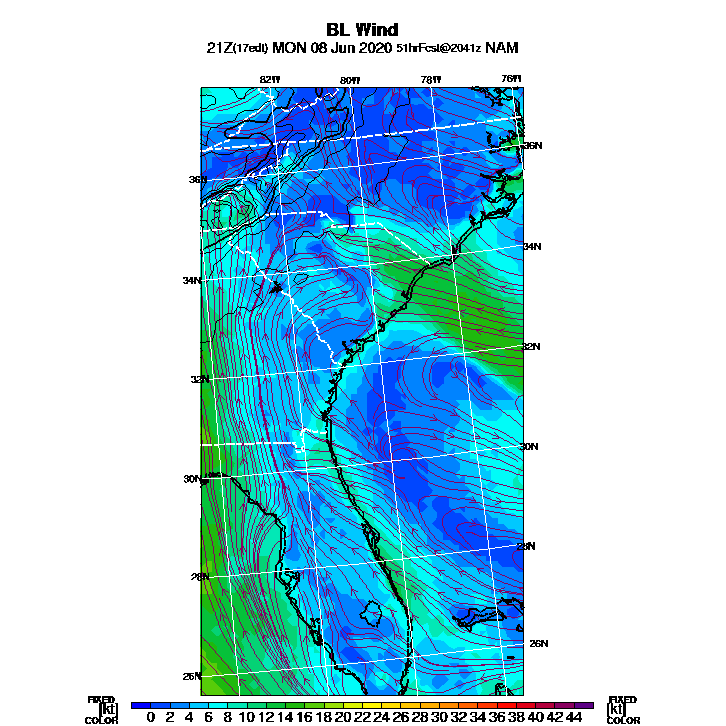 BL Wind
21Z(17edt) MON 08 Jun 2020 51hrFcst@2041z NAM
82W 80W 78W 76W
36N 36N
34N 34N
32N 32N
30N 30N
28N 28N
26N 26N
FIXED FIXED
[kt] 0 2 4 6 8 10 12 14 16 18 20 22 24 26 28 30 32 34 36 38 40 42 44 [kt]
COLOR COLOR